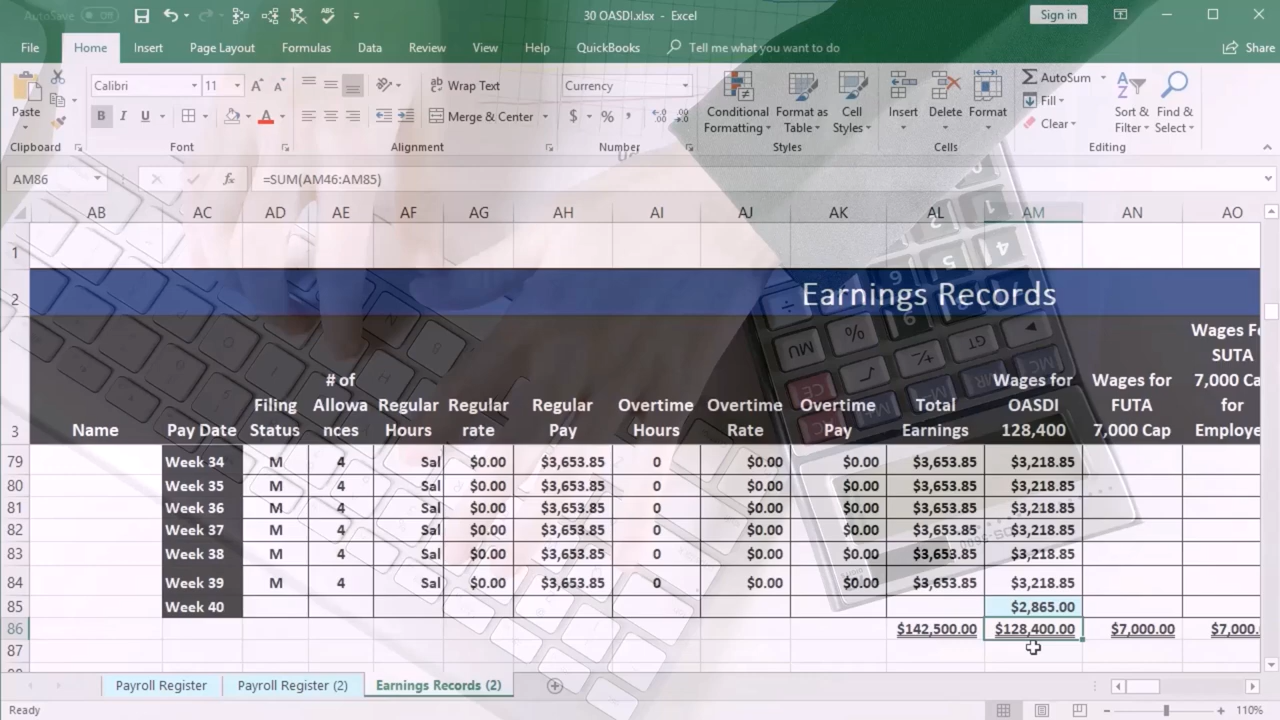 AutoSave Off 30 OASDI.xlsx - Excel Sign in
File Home Insert Page Layout Formulas Data Review View Help QuickBooks Tell me what you want to do Share
Calibri 11 Wrap Text Currency AutoSum
Paste Conditional Format as Cell Insert Delete Format Fill Sort & Find &
B I U Merge & Center $ % , Formatting Table Styles Clear Filter Select
Clipboard Font Alignment Number Styles Cells Editing
AM86 fx =SUM(AM46:AM85)
AB AC AD AE AF AG AH AI AJ AK AL AM AN AO
1
2 Earnings Records
Wages Fo
SUTA
# of Wages for Wages for 7,000 Ca
Filing Allowa Regular Regular Regular Overtime Overtime Overtime Total OASDI FUTA for
3 Name Pay Date Status nces Hours rate Pay Hours Rate Pay Earnings 128,400 7,000 Cap Employe
79 Week 34 M 4 Sal $0.00 $3,653.85 0 $0.00 $0.00 $3,653.85 $3,218.85
80 Week 35 M 4 Sal $0.00 $3,653.85 0 $0.00 $0.00 $3,653.85 $3,218.85
81 Week 36 M 4 Sal $0.00 $3,653.85 0 $0.00 $0.00 $3,653.85 $3,218.85
82 Week 37 M 4 Sal $0.00 $3,653.85 0 $0.00 $0.00 $3,653.85 $3,218.85
83 Week 38 M 4 Sal $0.00 $3,653.85 0 $0.00 $0.00 $3,653.85 $3,218.85
84 Week 39 M 4 Sal $0.00 $3,653.85 0 $0.00 $0.00 $3,653.85 $3,218.85
85 Week 40 $2,865.00
86 $142,500.00 $128,400.00 $7,000.00 $7,000.
87
Payroll Register Payroll Register (2) Earnings Records (2)
Ready 110%